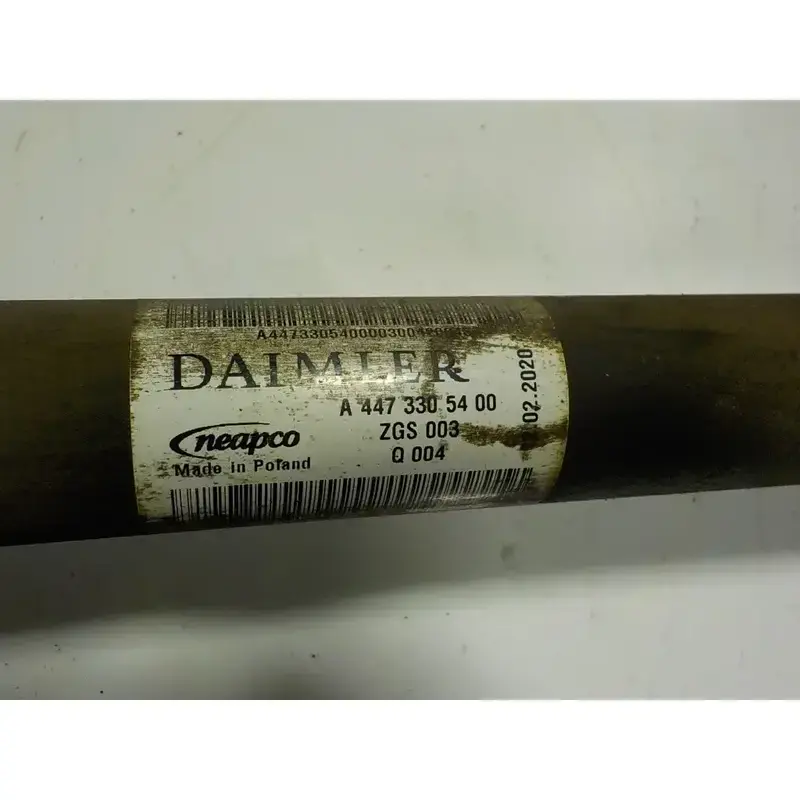 DAIMLER
A 447 330 54 00
ZGS 003
Q 004
neapco
Made in Poland
.02.2020